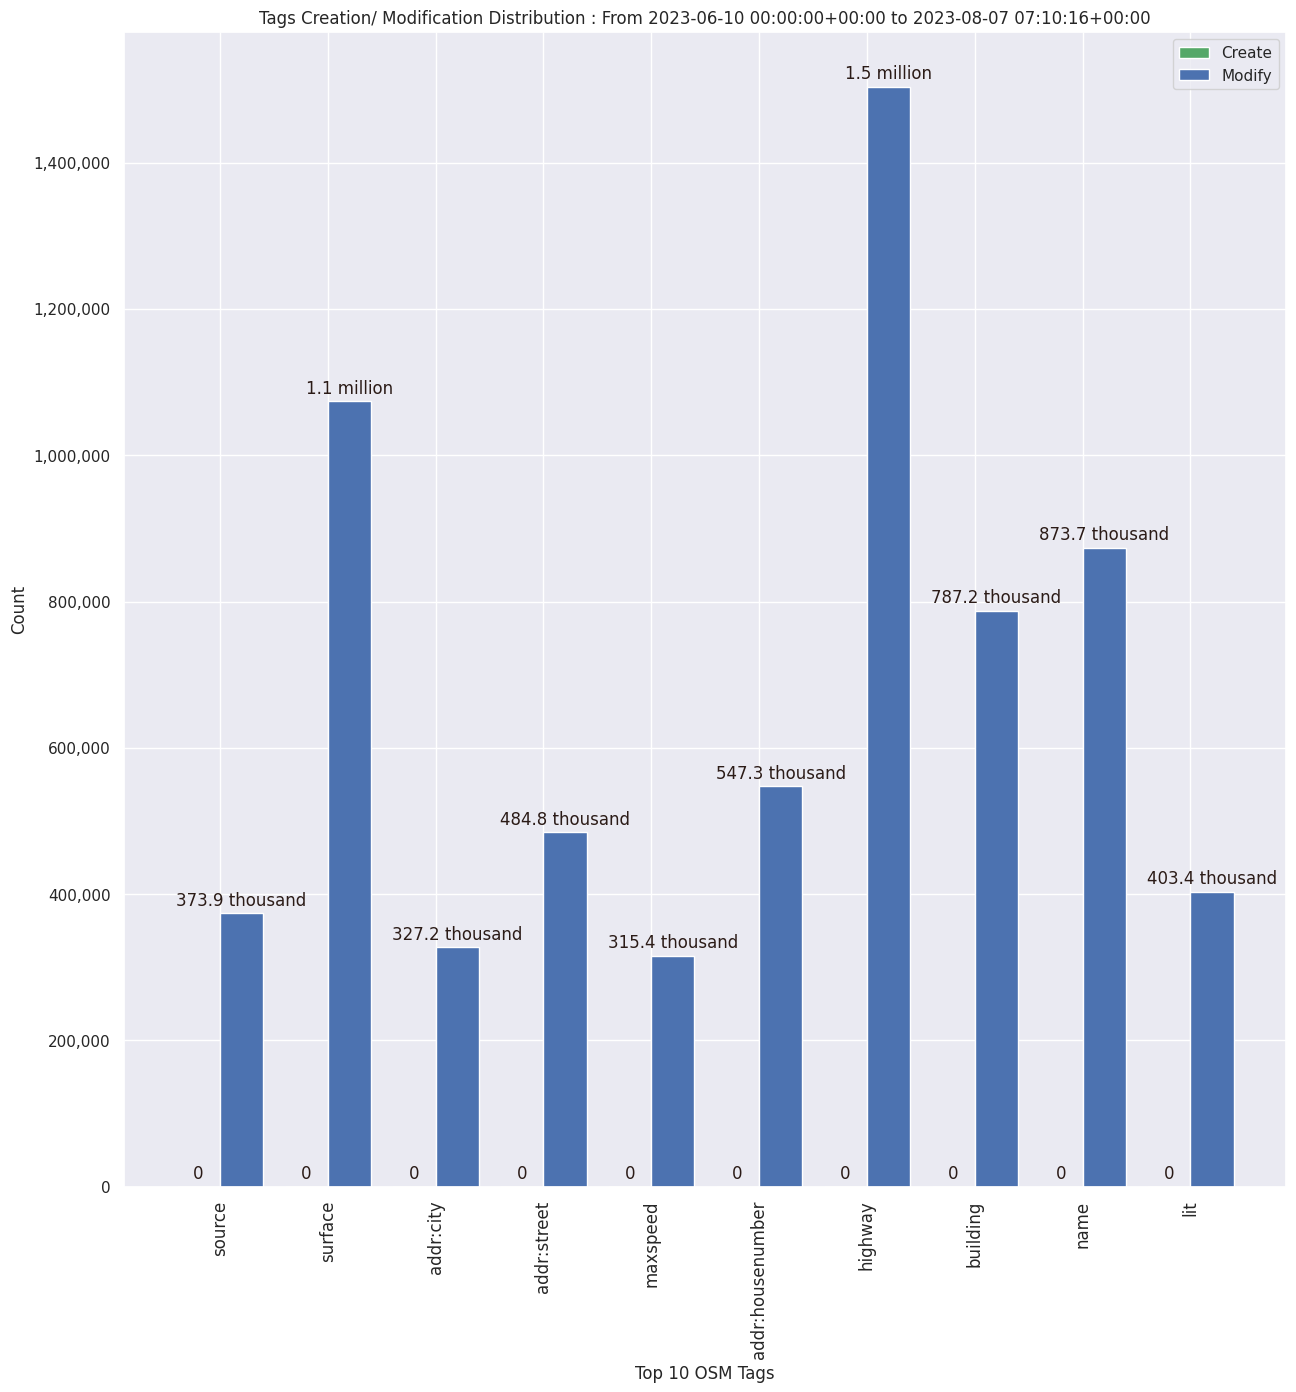 Tags Creation/ Modification Distribution : From 2023-06-10 00:00:00+00:00 to 2023-08-07 07:10:16+00:00
Create
Modify
1.5 million
1,400,000
1,200,000
1.1 million
1,000,000
873.7 thousand
800,000
787.2 thousand
Count
600,000
547.3 thousand
484.8 thousand
400,000
403.4 thousand
373.9 thousand
327.2 thousand
315.4 thousand
200,000
0 0 0 0 0 0 0 0 0 0
0
source
surface
addr:city
addr:street
maxspeed
addr:housenumber
highway
building
name
lit
Top 10 OSM Tags